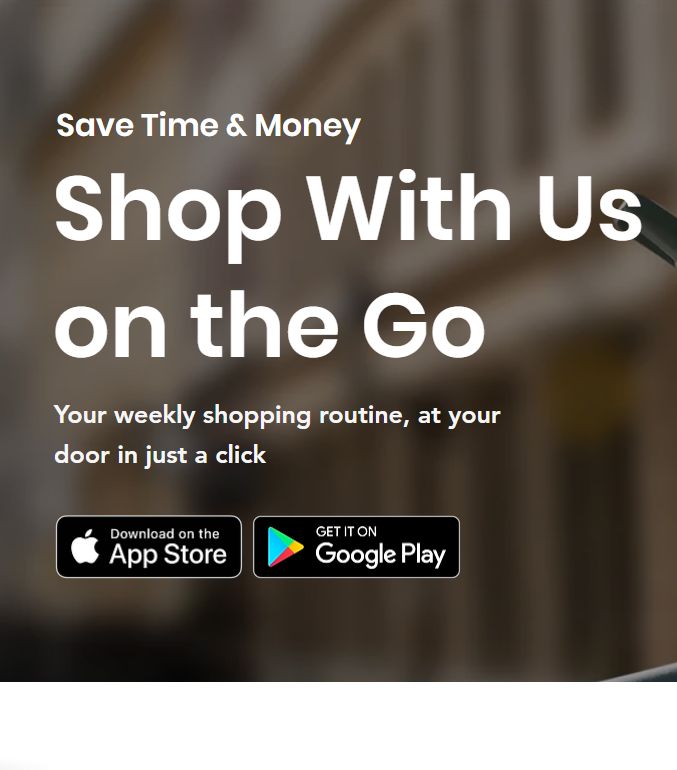 Save Time & Money
Shop With Us
on the Go
Your weekly shopping routine, at your
door in just a click
Download on the
App Store
GET IT ON
Google Play